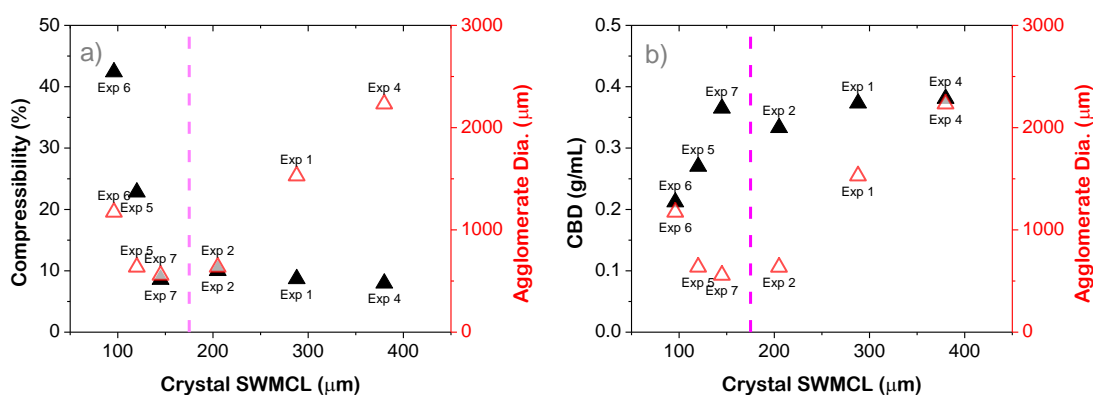 a)
50
40
30
20
10
0
Compressibility (%)
3000
2000
1000
0
Agglomerate Dia. (μm)
100
200
300
400
Crystal SWMCL (μm)
Exp 6
Exp 4
Exp 1
Exp 6
Exp 5
Exp 5
Exp 7
Exp 2
Exp 7
Exp 2
Exp 1
Exp 4
b)
0.5
0.4
0.3
0.2
0.1
0.0
CBD (g/mL)
3000
2000
1000
0
Agglomerate Dia. (μm)
100
200
300
400
Crystal SWMCL (μm)
Exp 4
Exp 1
Exp 7
Exp 2
Exp 4
Exp 5
Exp 1
Exp 6
Exp 6
Exp 5
Exp 7
Exp 2